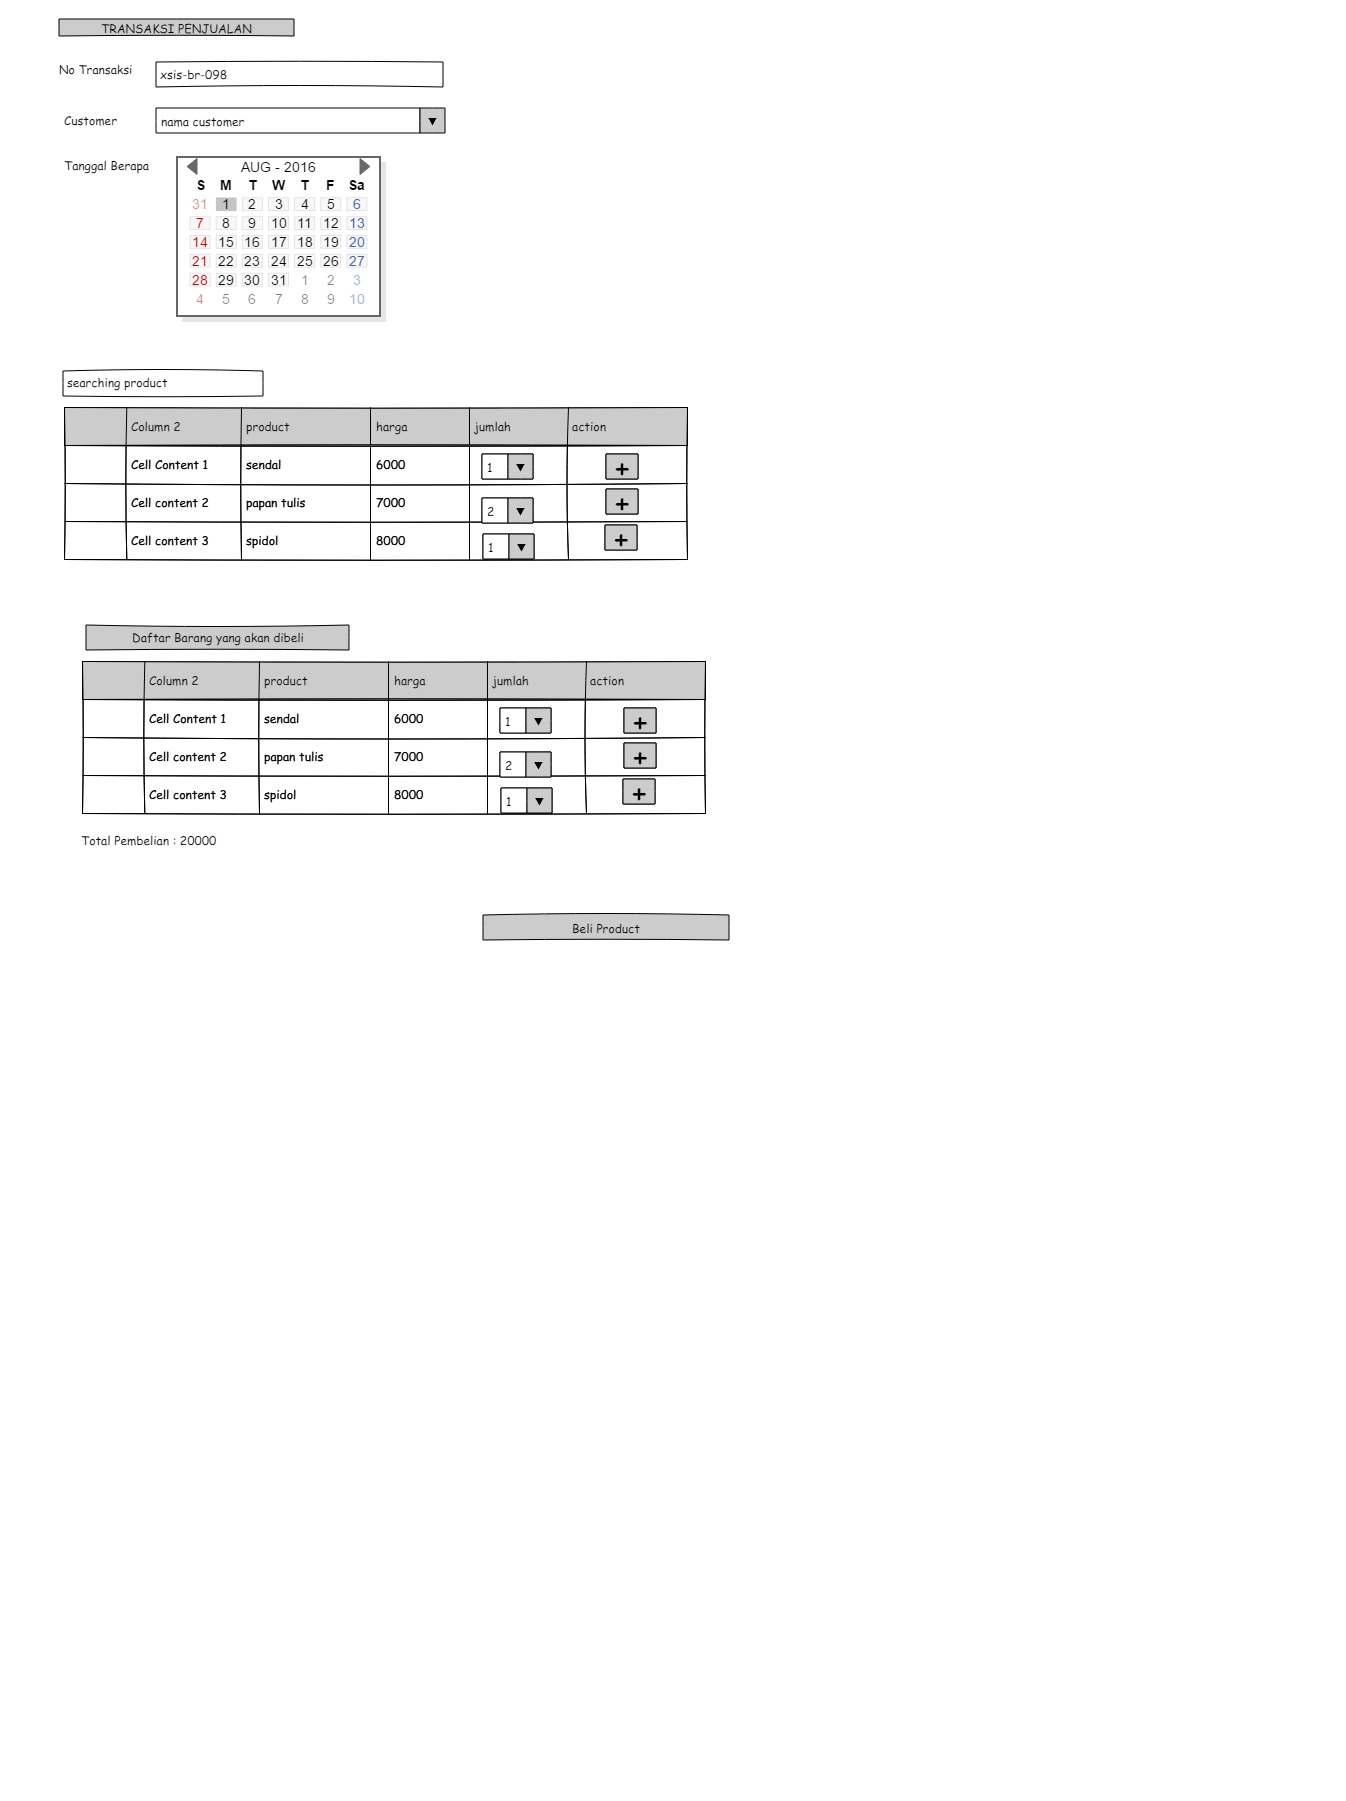 TRANSAKSI PENJUALAN
No Transaksi xsis-br-098
Customer nama customer
Tanggal Berapa
AUG - 2016
S M T W T F Sa
31 1 2 3 4 5 6
7 8 9 10 11 12 13
14 15 16 17 18 19 20
21 22 23 24 25 26 27
28 29 30 31 1 2 3
4 5 6 7 8 9 10
searching product
Column 2 product harga jumlah action
Cell Content 1 sendal 6000 1 +
Cell content 2 papan tulis 7000 2 +
Cell content 3 spidol 8000 1 +
Daftar Barang yang akan dibeli
Column 2 product harga jumlah action
Cell Content 1 sendal 6000 1 +
Cell content 2 papan tulis 7000 2 +
Cell content 3 spidol 8000 1 +
Total Pembelian : 20000
Beli Product